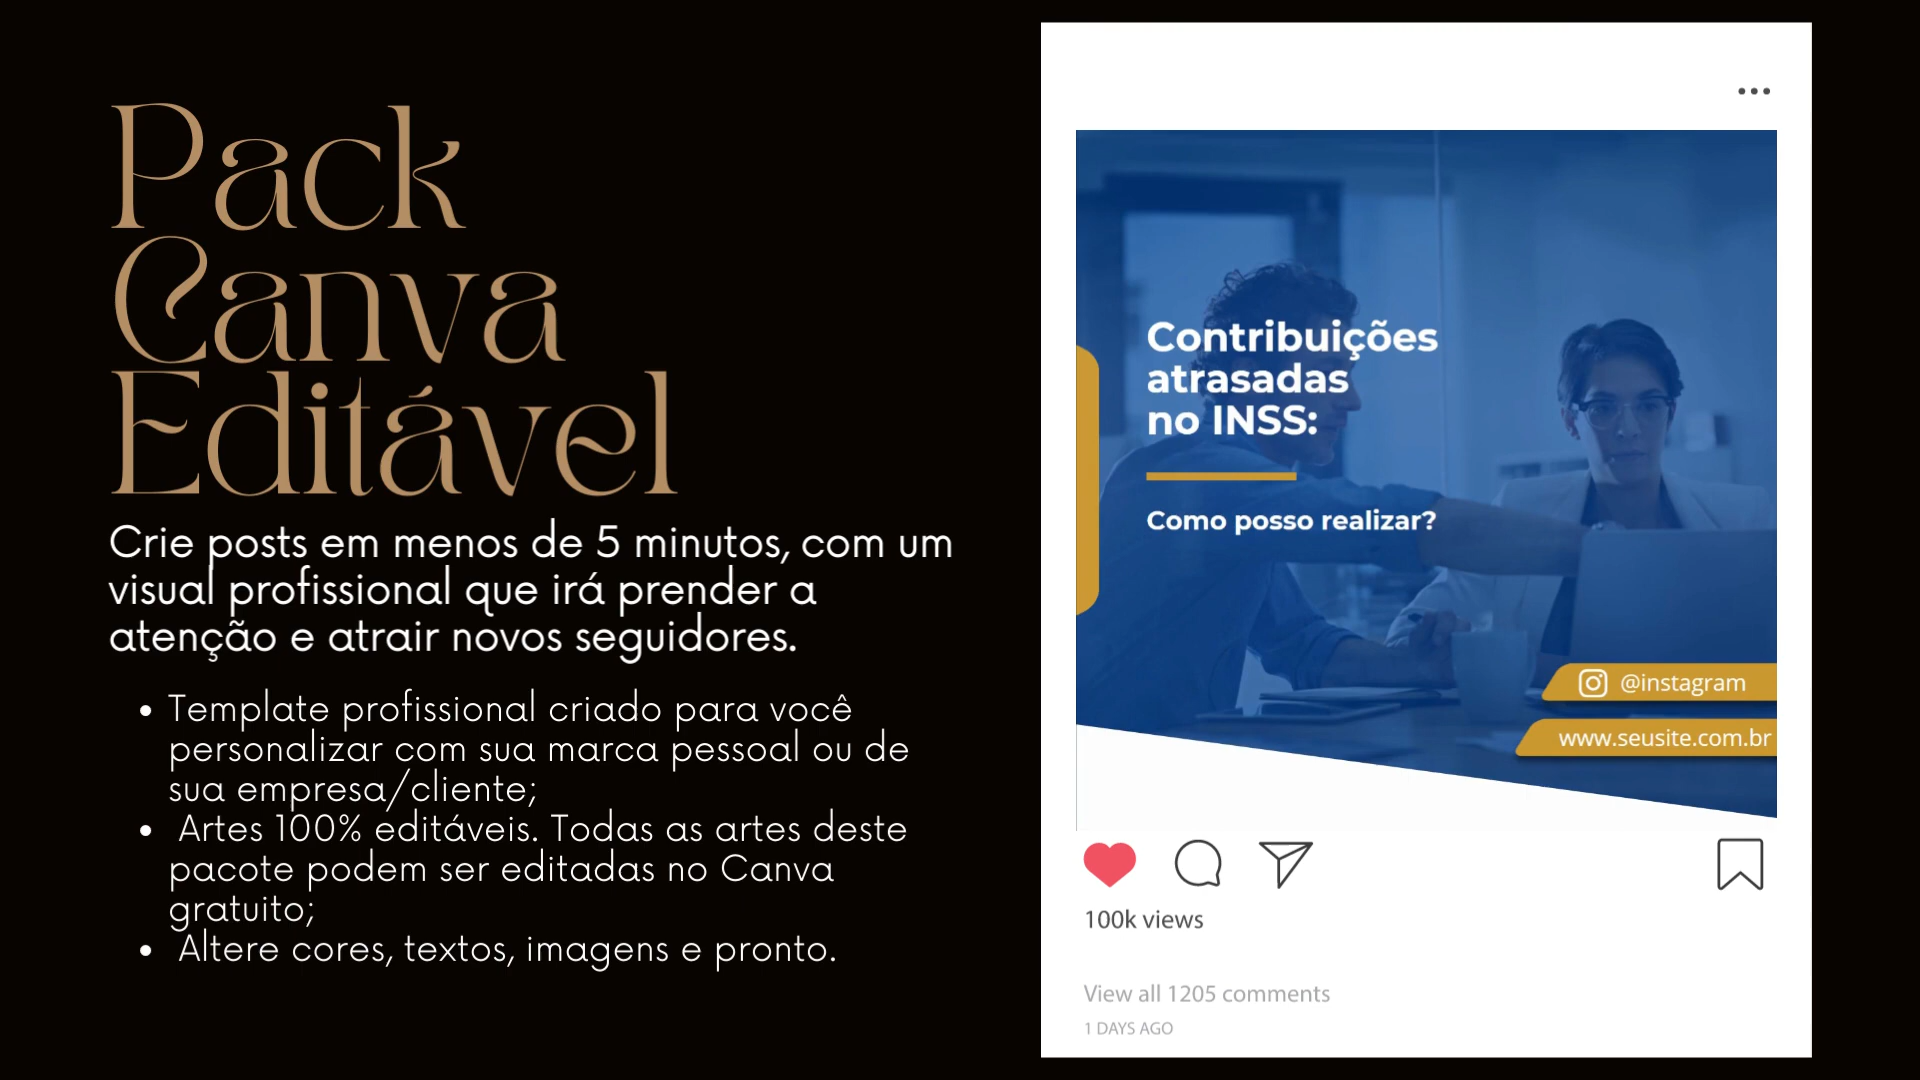 Pack
Canva
Editável
Crie posts em menos de 5 minutos, com um
visual profissional que irá prender a
atenção e atrair novos seguidores.
• Template profissional criado para você
personalizar com sua marca pessoal ou de
sua empresa/cliente;
• Artes 100% editáveis. Todas as artes deste
pacote podem ser editadas no Canva
gratuito;
• Altere cores, textos, imagens e pronto.
Contribuições
atrasadas
no INSS:
Como posso realizar?
@instagram
www.seusite.com.br
100k views
View all 1205 comments
1 DAYS AGO